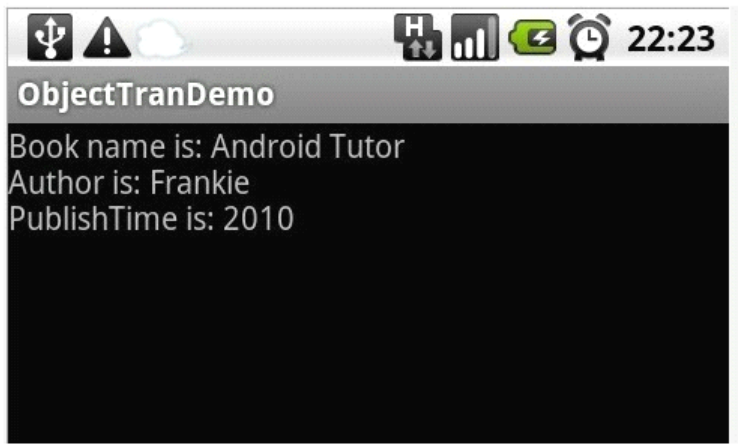 H 22:23
ObjectTranDemo
Book name is: Android Tutor
Author is: Frankie
PublishTime is: 2010